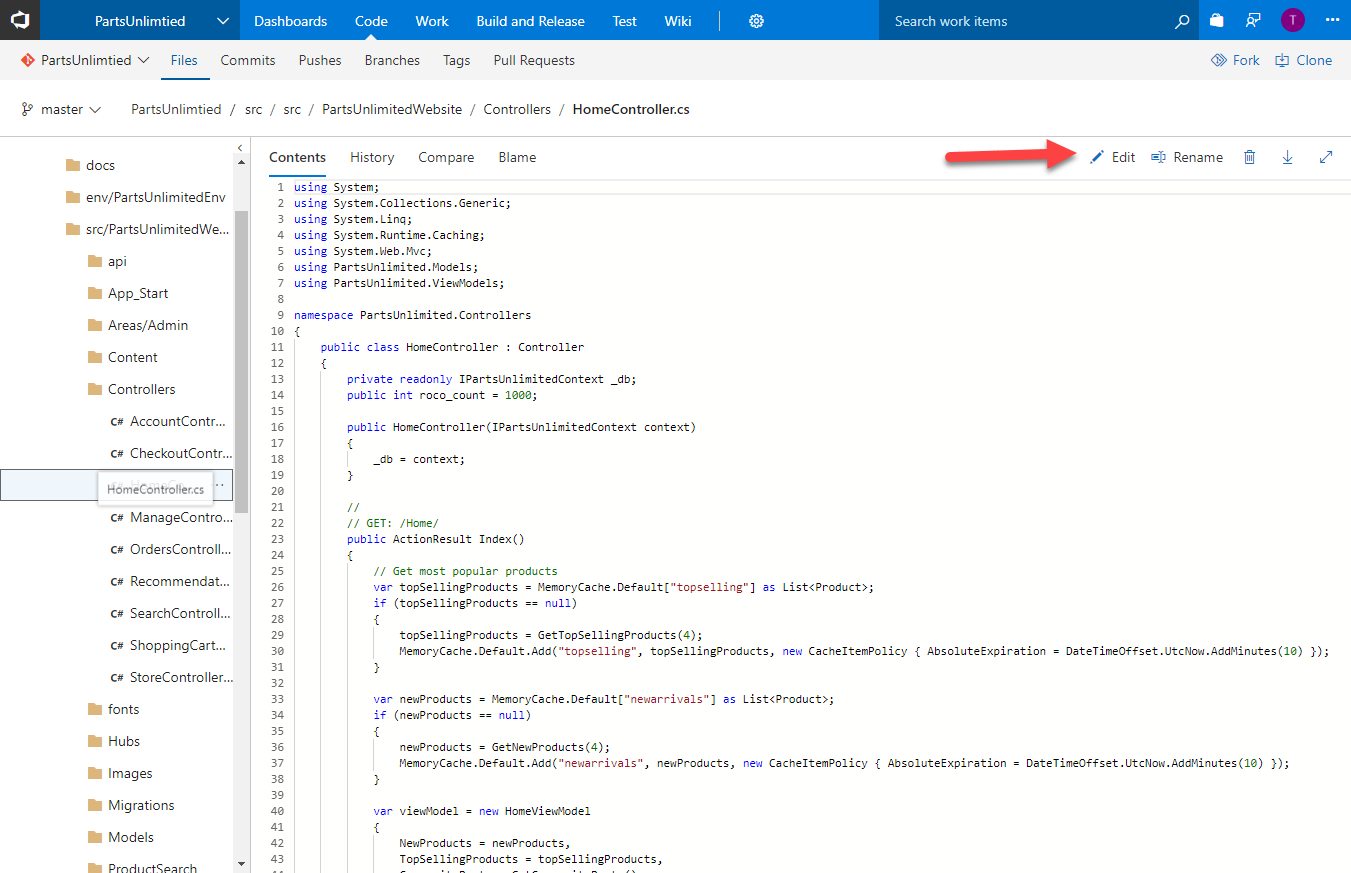 PartsUnlimtied Dashboards Code Work Build and Release Test Wiki Search work items T
PartsUnlimtied Files Commits Pushes Branches Tags Pull Requests Fork Clone
master PartsUnlimtied / src / src / PartsUnlimitedWebsite / Controllers / HomeController.cs
docs
env/PartsUnlimitedEnv
src/PartsUnlimitedWe...
api
App_Start
Areas/Admin
Content
Controllers
C# AccountContr...
C# CheckoutContr...
HomeController.cs
C# ManageContro...
C# OrdersControll...
C# Recommendat...
C# SearchControll...
C# ShoppingCart...
C# StoreController...
fonts
Hubs
Images
Migrations
Models
ProductSearch
Contents History Compare Blame Edit Rename
1 using System;
2 using System.Collections.Generic;
3 using System.Linq;
4 using System.Runtime.Caching;
5 using System.Web.Mvc;
6 using PartsUnlimited.Models;
7 using PartsUnlimited.ViewModels;
8
9 namespace PartsUnlimited.Controllers
10 {
11 public class HomeController : Controller
12 {
13 private readonly IPartsUnlimitedContext _db;
14 public int roco_count = 1000;
15
16 public HomeController(IPartsUnlimitedContext context)
17 {
18 _db = context;
19 }
20
21 //
22 // GET: /Home/
23 public ActionResult Index()
24 {
25 // Get most popular products
26 var topSellingProducts = MemoryCache.Default["topselling"] as List<Product>;
27 if (topSellingProducts == null)
28 {
29 topSellingProducts = GetTopSellingProducts(4);
30 MemoryCache.Default.Add("topselling", topSellingProducts, new CacheItemPolicy { AbsoluteExpiration = DateTimeOffset.UtcNow.AddMinutes(10) });
31 }
32
33 var newProducts = MemoryCache.Default["newarrivals"] as List<Product>;
34 if (newProducts == null)
35 {
36 newProducts = GetNewProducts(4);
37 MemoryCache.Default.Add("newarrivals", newProducts, new CacheItemPolicy { AbsoluteExpiration = DateTimeOffset.UtcNow.AddMinutes(10) });
38 }
39
40 var viewModel = new HomeViewModel
41 {
42 NewProducts = newProducts,
43 TopSellingProducts = topSellingProducts,